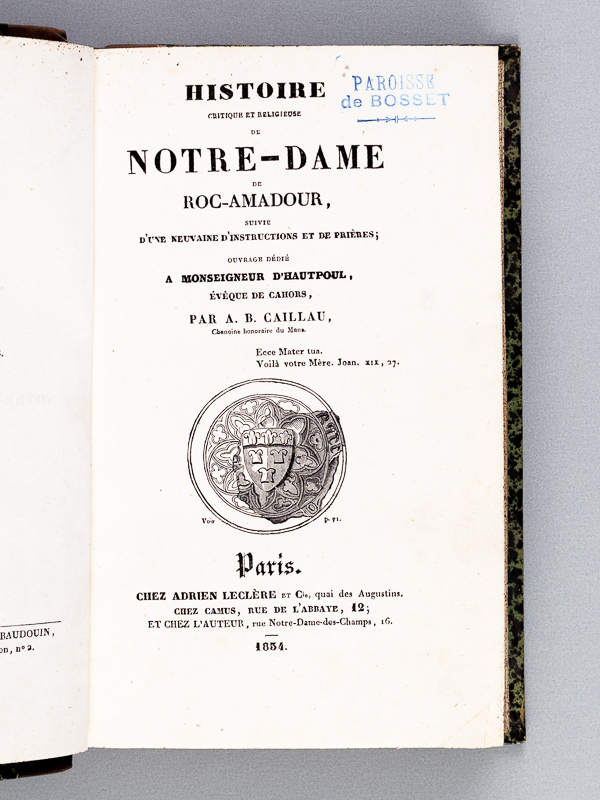 s.
BAUDOUIN,
on, nº 2.
PAROISSE
de BOSSET
HISTOIRE
CRITIQUE ET RELIGIEUSE
DE
NOTRE-DAME
DE
ROC-AMADOUR,
SUIVIE
D'UNE NEUVAINE D'INSTRUCTIONS ET DE PRIÈRES;
OUVRAGE DÉDIÉ
A MONSEIGNEUR D'HAUTPOUL,
ÉVÊQUE DE CAHORS,
PAR A. B. CAILLAU,
Chanoine honoraire du Mans.
Ecce Mater tua.
Voilà votre Mère. Joan. XIX, 27.
Voir p. 71.
Paris.
CHEZ ADRIEN LECLÈRE ET Cie, quai des Augustins.
CHEZ CAMUS, RUE DE L'ABBAYE, 12;
ET CHEZ L'AUTEUR, rue Notre-Dame-des-Champs, 16.
1834.